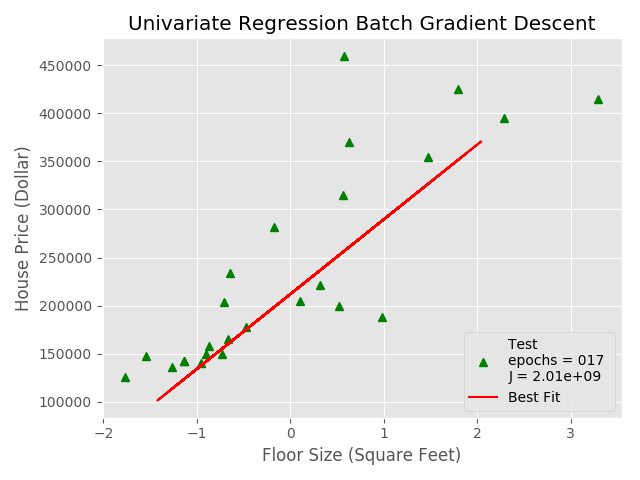 Univariate Regression Batch Gradient Descent
House Price (Dollar)
450000
400000
350000
300000
250000
200000
150000
100000
Test
epochs = 017
J = 2.01e+09
Best Fit
−2
−1
0
1
2
3
Floor Size (Square Feet)